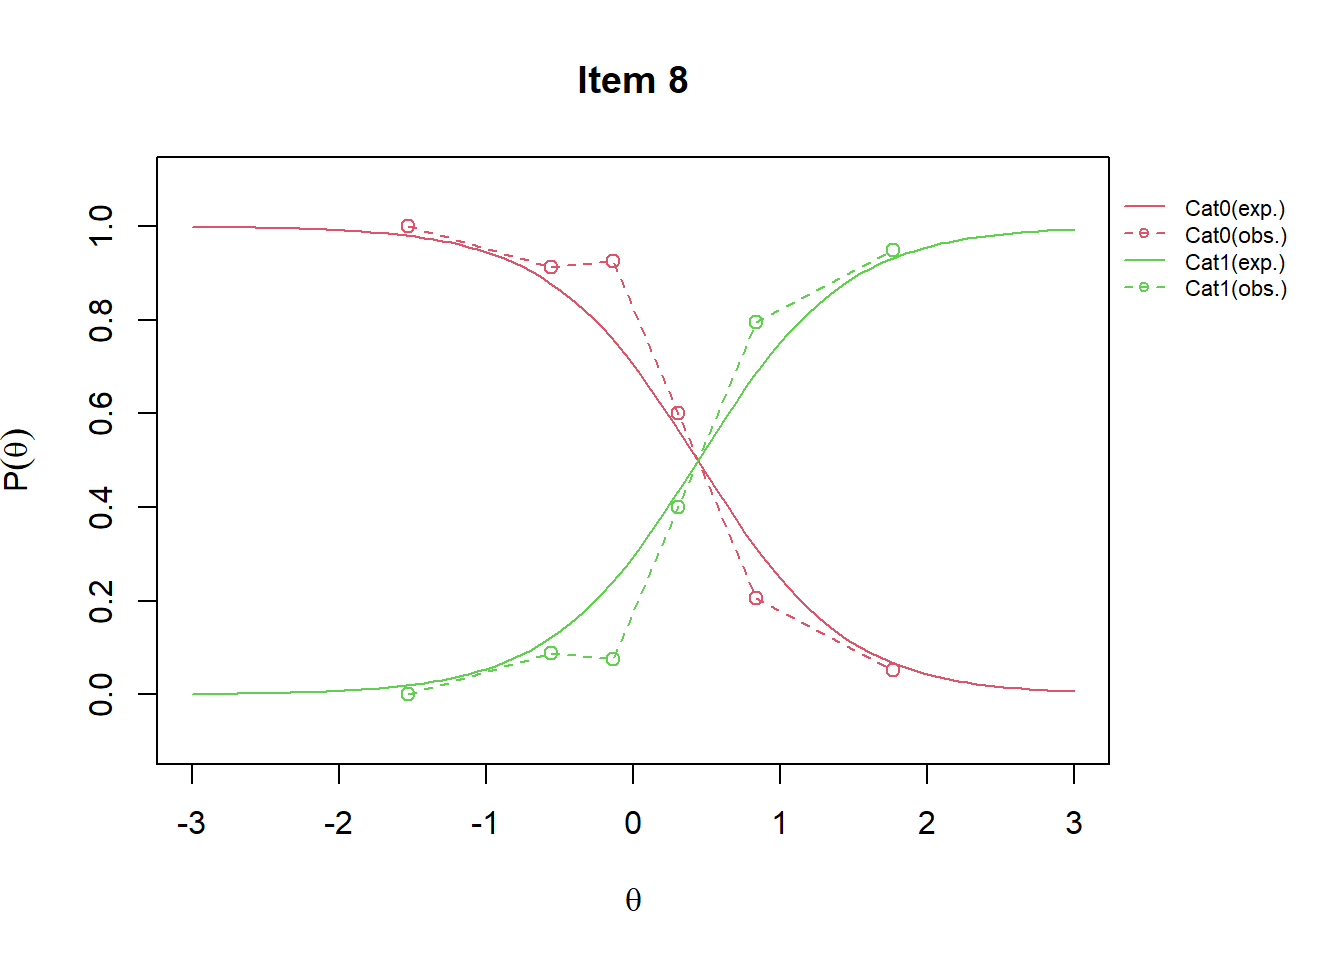 Item 8
P(θ)
1.0
0.8
0.6
0.4
0.2
0.0
Cat0(exp.)
Cat0(obs.)
Cat1(exp.)
Cat1(obs.)
-3 -2 -1 0 1 2 3
θ